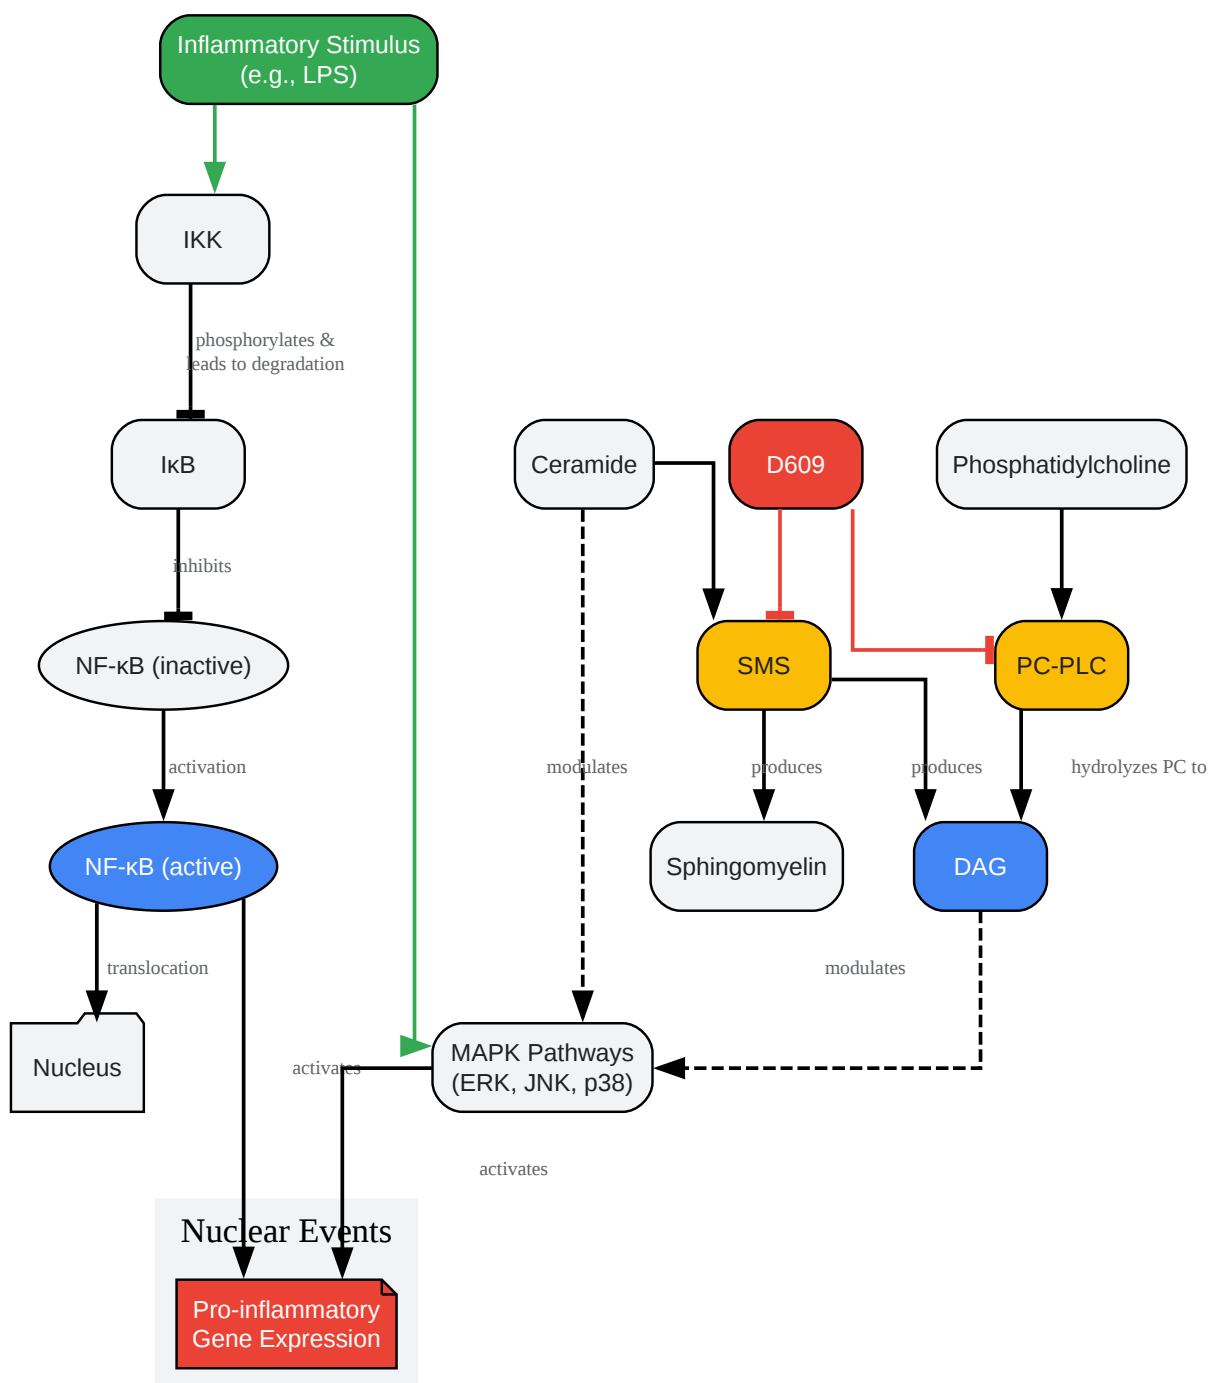 Inflammatory Stimulus
(e.g., LPS)
IKK
phosphorylates &
leads to degradation
IκB
Ceramide
D609
Phosphatidylcholine
inhibits
NF-κB (inactive)
SMS
PC-PLC
activation
modulates
produces
produces
hydrolyzes PC to
NF-κB (active)
Sphingomyelin
DAG
translocation
modulates
Nucleus
activates
MAPK Pathways
(ERK, JNK, p38)
activates
Nuclear Events
Pro-inflammatory
Gene Expression